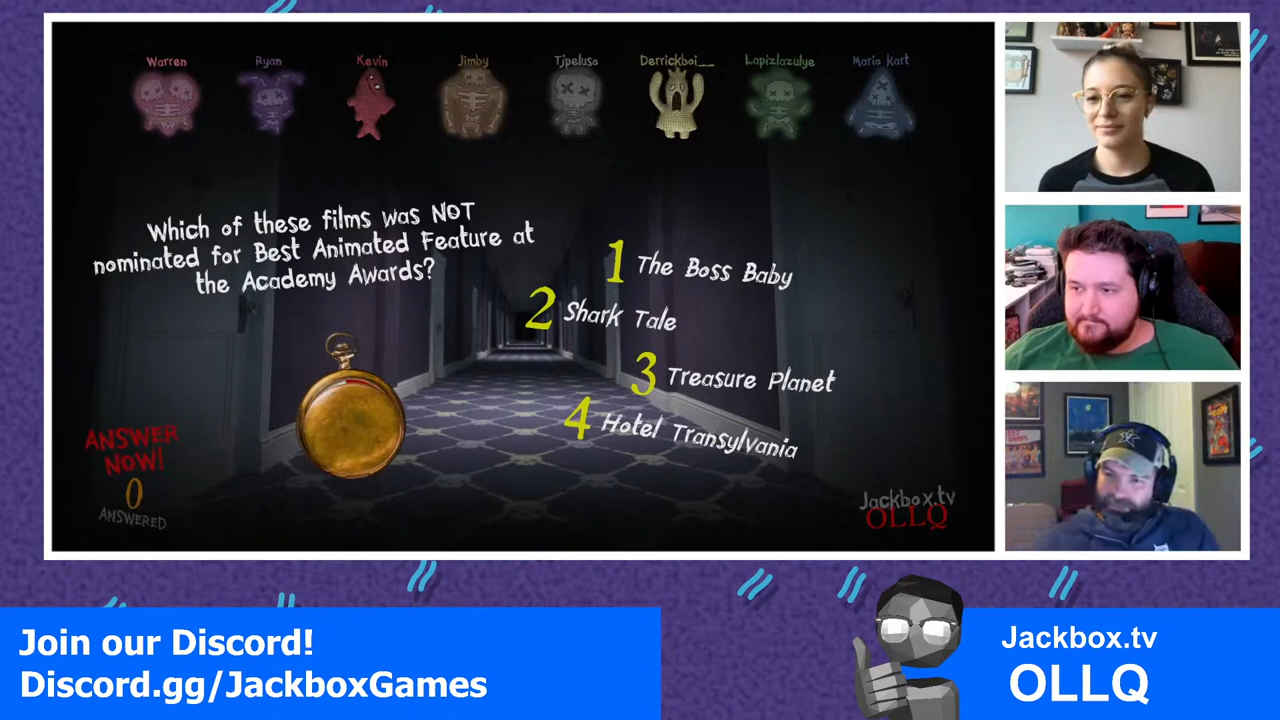 Warren
Ryan
Kevin
Jimby
Tjpeluso
Derrickboi__
Lapizlazulye
Mario Kart
Which of these films was NOT
nominated for Best Animated Feature at
the Academy Awards?
1 The Boss Baby
2 Shark Tale
3 Treasure Planet
4 Hotel Transylvania
ANSWER
NOW!
0
ANSWERED
Jackbox.tv
OLLQ
Join our Discord!
Discord.gg/JackboxGames
Jackbox.tv
OLLQ